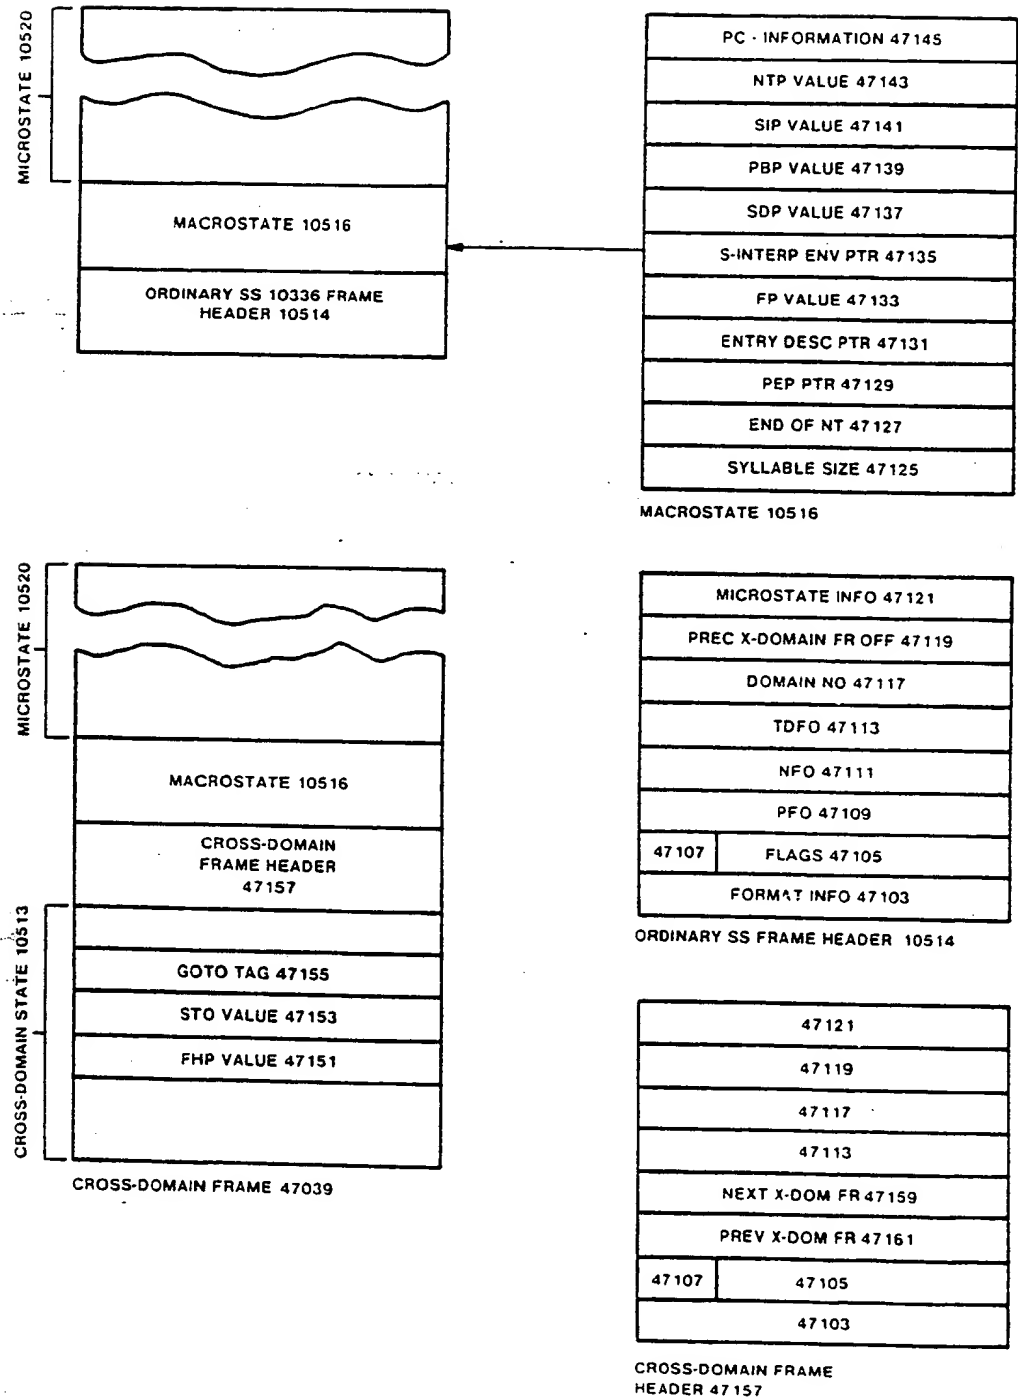 MICROSTATE 10520
MACROSTATE 10516
ORDINARY SS 10336 FRAME
HEADER 10514
PC - INFORMATION 47145
NTP VALUE 47143
SIP VALUE 47141
PBP VALUE 47139
SDP VALUE 47137
S-INTERP ENV PTR 47135
FP VALUE 47133
ENTRY DESC PTR 47131
PEP PTR 47129
END OF NT 47127
SYLLABLE SIZE 47125
MACROSTATE 10516
MICROSTATE 10520
MACROSTATE 10516
CROSS-DOMAIN
FRAME HEADER
47157
CROSS-DOMAIN STATE 10513
GOTO TAG 47155
STO VALUE 47153
FHP VALUE 47151
CROSS-DOMAIN FRAME 47039
MICROSTATE INFO 47121
PREC X-DOMAIN FR OFF 47119
DOMAIN NO 47117
TDFO 47113
NFO 47111
PFO 47109
47107 FLAGS 47105
FORMAT INFO 47103
ORDINARY SS FRAME HEADER 10514
47121
47119
47117
47113
NEXT X-DOM FR 47159
PREV X-DOM FR 47161
47107 47105
47103
CROSS-DOMAIN FRAME
HEADER 47157